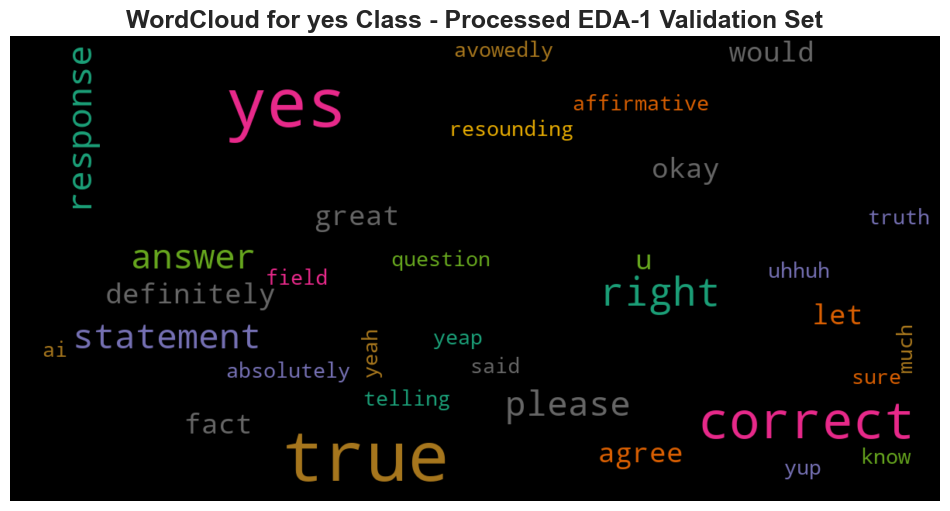 WordCloud for yes Class - Processed EDA-1 Validation Set
response
yes
avowedly
would
affirmative
resounding
okay
great
truth
answer
question
u
uhhuh
field
definitely
right
let
statement
ai
yeah
yeap
much
absolutely
said
sure
telling
please
fact
correct
true
agree
know
yup